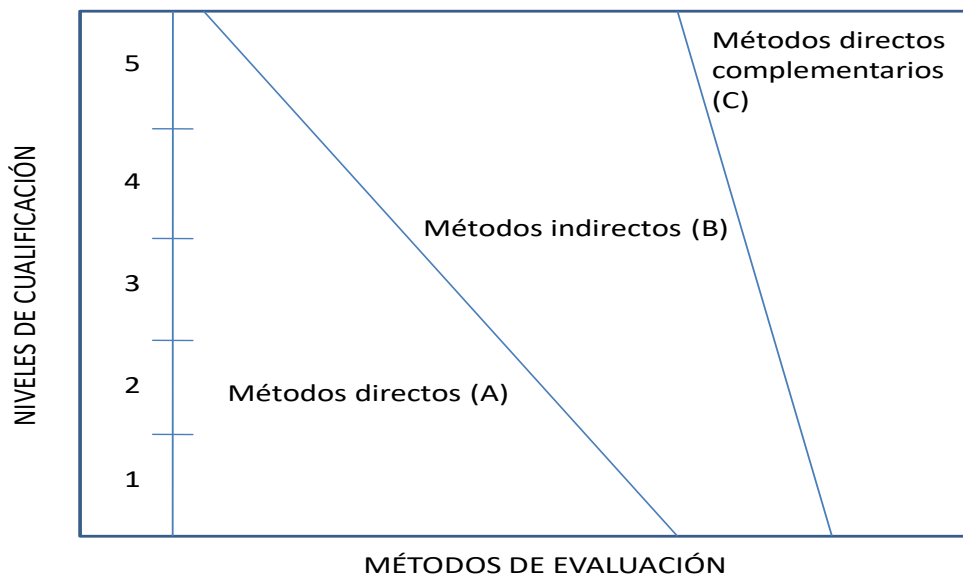 Métodos directos
complementarios
(C)
5
4
Métodos indirectos (B)
3
2
Métodos directos (A)
1
NIVELES DE CUALIFICACIÓN
MÉTODOS DE EVALUACIÓN